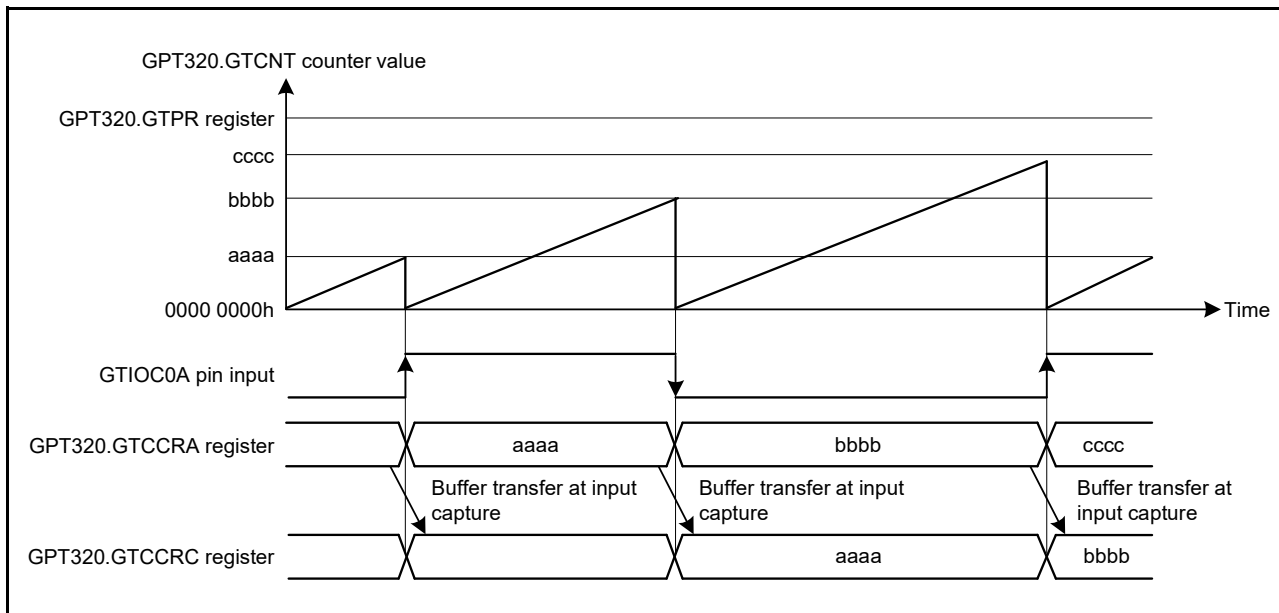 GPT320.GTCNT counter value
GPT320.GTPR register
cccc
bbbb
aaaa
0000 0000h
Time
GTIOC0A pin input
GPT320.GTCCRA register
aaaa
bbbb
cccc
Buffer transfer at input
capture
Buffer transfer at input
capture
Buffer transfer at
input capture
GPT320.GTCCRC register
aaaa
bbbb